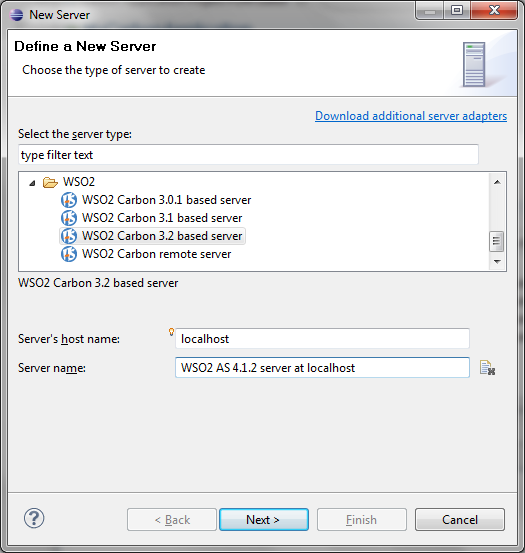 New Server
Define a New Server
Choose the type of server to create
Download additional server adapters
Select the server type:
type filter text
WSO2
WSO2 Carbon 3.0.1 based server
WSO2 Carbon 3.1 based server
WSO2 Carbon 3.2 based server
WSO2 Carbon remote server
WSO2 Carbon 3.2 based server
Server's host name: localhost
Server name: WSO2 AS 4.1.2 server at localhost
? < Back Next > Finish Cancel